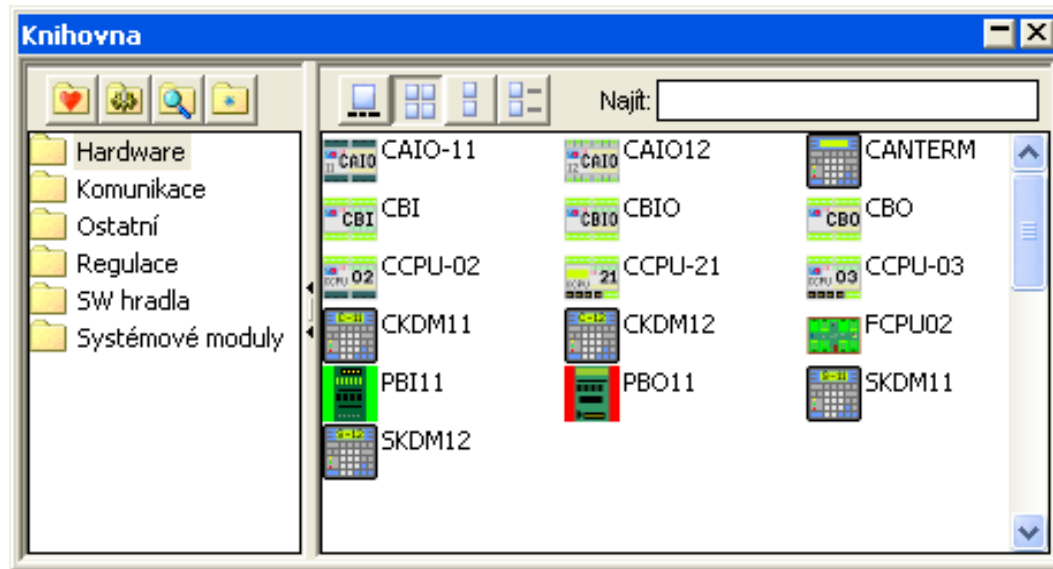 Knihovna
Najít:
Hardware
Komunikace
Ostatní
Regulace
SW hradla
Systémové moduly
CAIO-11 CAIO12 CANTERM
CBI CBIO CBO
CCPU-02 CCPU-21 CCPU-03
CKDM11 CKDM12 FCPU02
PBI11 PBO11 SKDM11
SKDM12